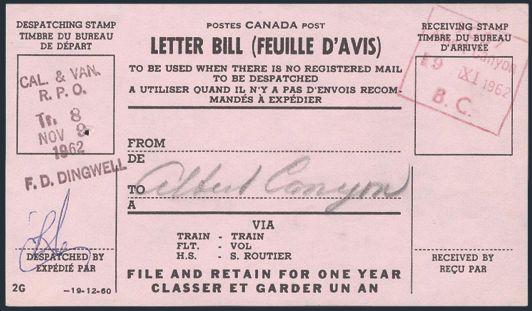 DESPATCHING STAMP
TIMBRE DU BUREAU
DE DÉPART
POSTES CANADA POST
LETTER BILL (FEUILLE D'AVIS)
TO BE USED WHEN THERE IS NO REGISTERED MAIL
TO BE DESPATCHED
A UTILISER QUAND IL N'Y A PAS D'ENVOIS RECOM-
MANDÉS À EXPÉDIER
RECEIVING STAMP
TIMBRE DU BUREAU
D'ARRIVÉE
CAL. & VAN.
R. P. O.
Tr. 8
NOV 8
1962
F. D. DINGWELL
Canyon
19 XI 1962
B. C.
FROM
DE
TO Albert Canyon
A
VIA
TRAIN - TRAIN
FLT. - VOL
H.S. - S. ROUTIER
DESPATCHED BY
EXPÉDIÉ PAR
RECEIVED BY
REÇU PAR
FILE AND RETAIN FOR ONE YEAR
CLASSER ET GARDER UN AN
2G -19-12-60